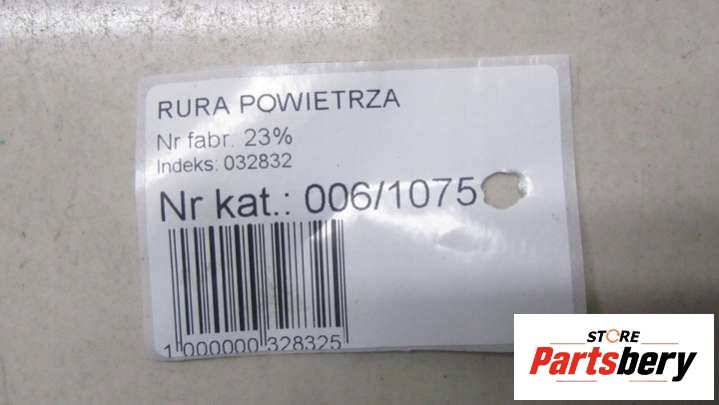 RURA POWIETRZA
Nr fabr. 23%
Indeks: 032832
Nr kat.: 006/1075
1 000000 328325
STORE
Partsbery